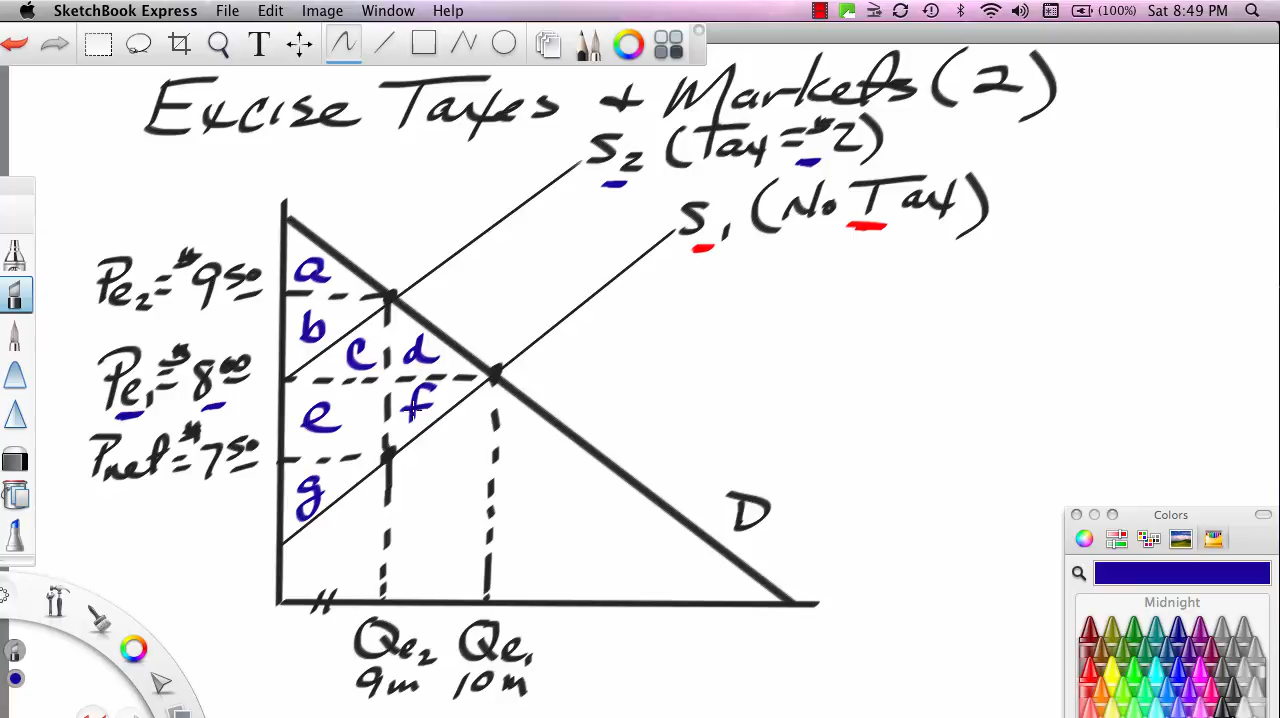 SketchBook Express File Edit Image Window Help (100%) Sat 8:49 PM
T
Excise Taxes + Markets (2)
S2 (Tax = $2)
S1 (No Tax)
a
Pe2 = $9.50
b
c d
Pe1 = $8.00
e f
Pnet = $7.50
g
D
Qe2 Qe1
9m 10m
Colors
Midnight